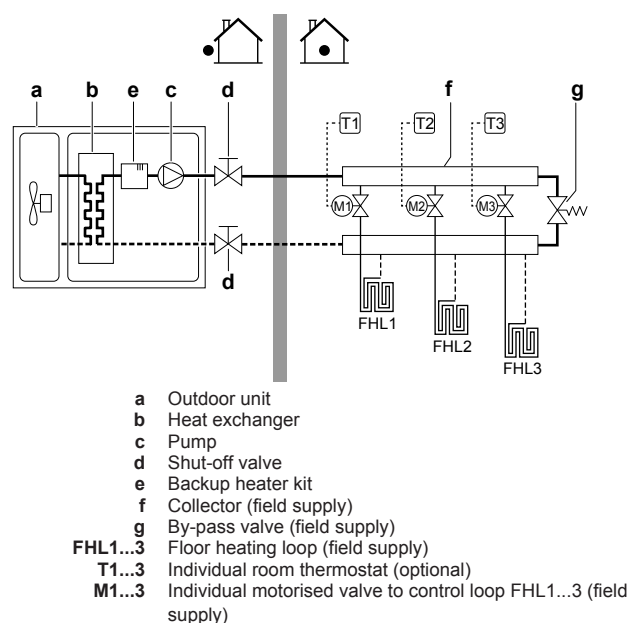 a b e c d f g
T1 T2 T3
M1 M2 M3
d
FHL1
FHL2
FHL3
a Outdoor unit
b Heat exchanger
c Pump
d Shut-off valve
e Backup heater kit
f Collector (field supply)
g By-pass valve (field supply)
FHL1...3 Floor heating loop (field supply)
T1...3 Individual room thermostat (optional)
M1...3 Individual motorised valve to control loop FHL1...3 (field
supply)